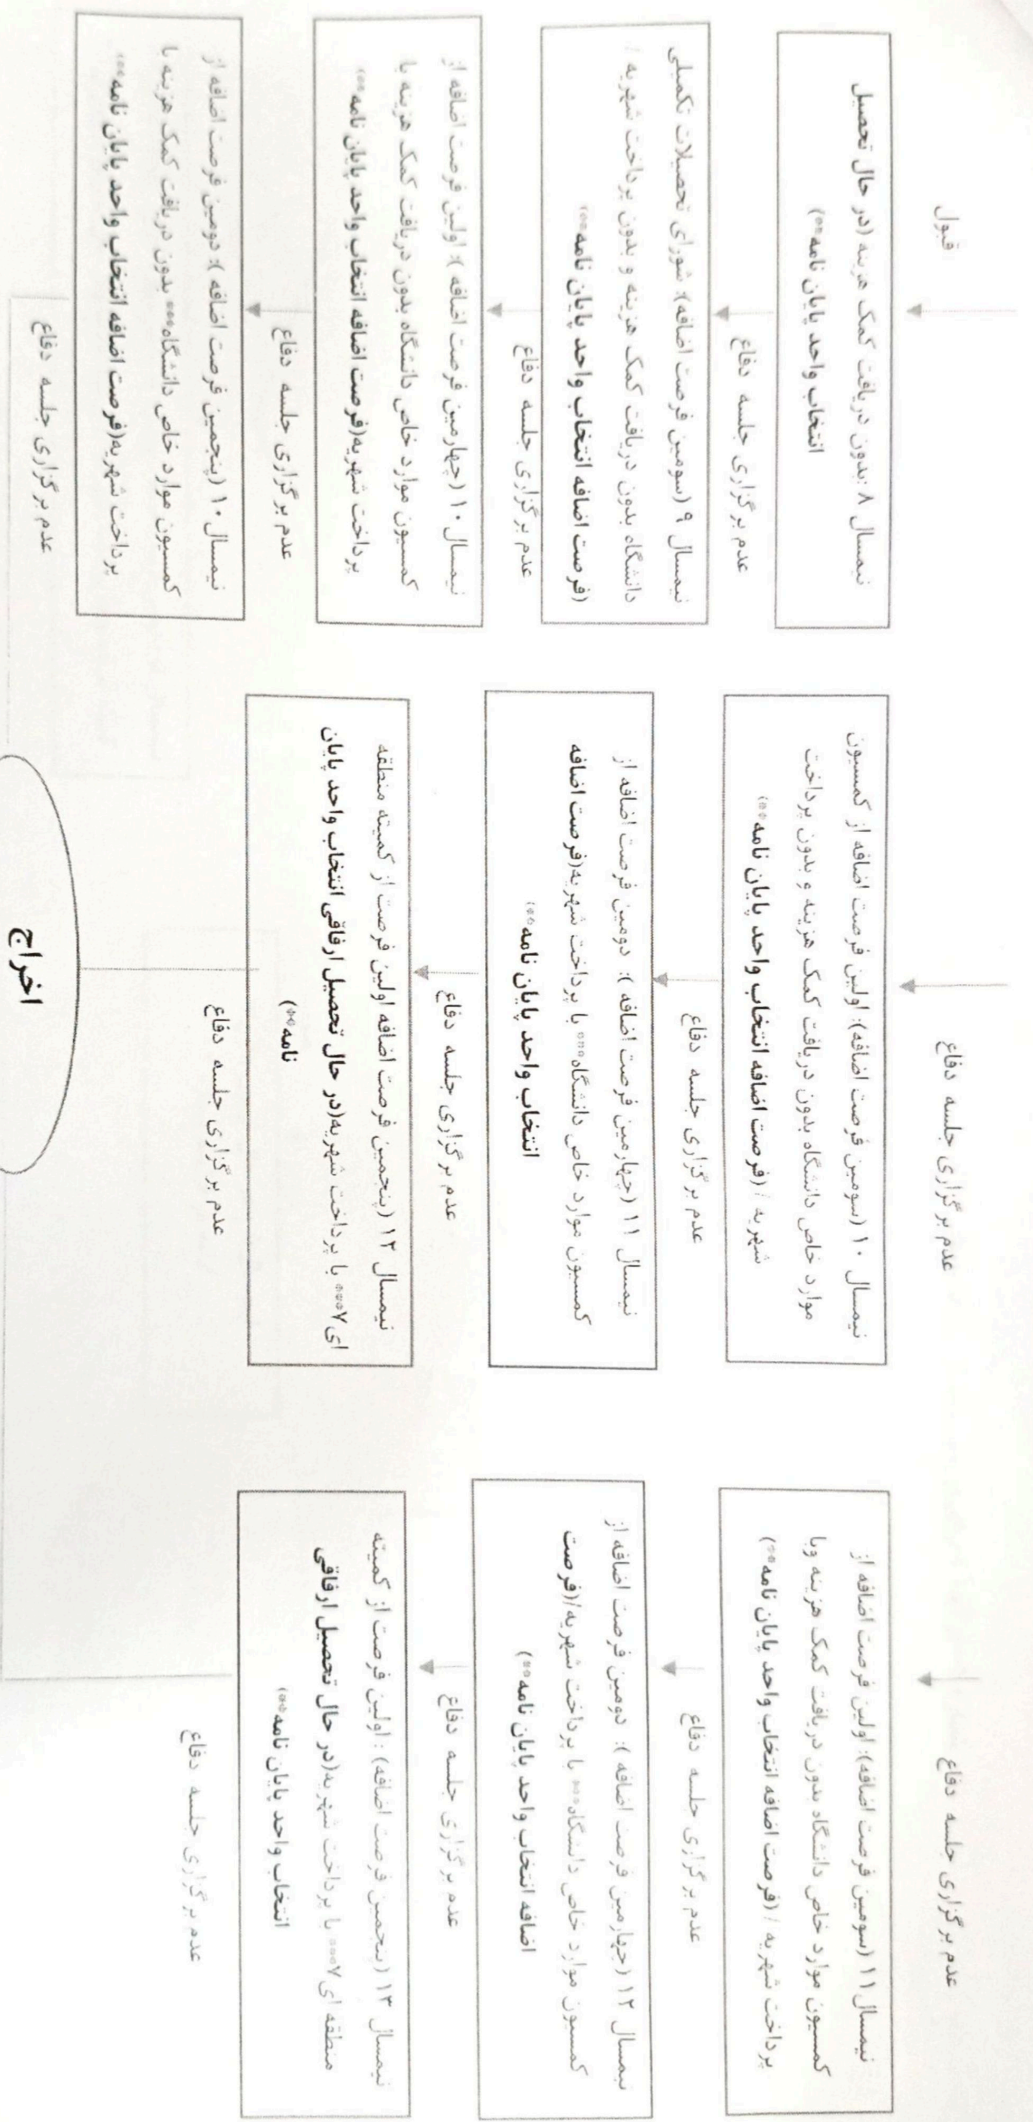 قبول
نیمسال ۸: بدون دریافت کمک هزینه (در حال تحصیل
انتخاب واحد پایان نامه**)
عدم برگزاری جلسه دفاع
نیمسال ۹ (سومین فرصت اضافه): شورای تحصیلات تکمیلی
دانشگاه بدون دریافت کمک هزینه و بدون پرداخت شهریه /
(فرصت اضافه انتخاب واحد پایان نامه**)
عدم برگزاری جلسه دفاع
نیمسال ۱۰ (چهارمین فرصت اضافه): اولین فرصت اضافه از
کمسیون موارد خاص دانشگاه بدون دریافت کمک هزینه با
پرداخت شهریه(فرصت اضافه انتخاب واحد پایان نامه**)
عدم برگزاری جلسه دفاع
نیمسال ۱۰ (پنجمین فرصت اضافه): دومین فرصت اضافه از
کمسیون موارد خاص دانشگاه*** بدون دریافت کمک هزینه با
پرداخت شهریه(فرصت اضافه انتخاب واحد پایان نامه**
عدم برگزاری جلسه دفاع
عدم برگزاری جلسه دفاع
نیمسال ۱۰ (سومین فرصت اضافه): اولین فرصت اضافه از کمسیون
موارد خاص دانشگاه بدون دریافت کمک هزینه و بدون پرداخت
شهریه / (فرصت اضافه انتخاب واحد پایان نامه**)
عدم برگزاری جلسه دفاع
نیمسال ۱۱ (چهارمین فرصت اضافه ): دومین فرصت اضافه از
کمسیون موارد خاص دانشگاه*** با پرداخت شهریه(فرصت اضافه
انتخاب واحد پایان نامه**)
عدم برگزاری جلسه دفاع
نیمسال ۱۲ (پنجمین فرصت اضافه اولین فرصت از کمیته منطقه
ای ۷*** با پرداخت شهریه(در حال تحصیل ارفاقی انتخاب واحد پایان
نامه**)
عدم برگزاری جلسه دفاع
عدم برگزاری جلسه دفاع
نیمسال ۱۱ (سومین فرصت اضافه): اولین فرصت اضافه از
کمسیون موارد خاص دانشگاه بدون دریافت کمک هزینه وبا
پرداخت شهریه / (فرصت اضافه انتخاب واحد پایان نامه**)
عدم برگزاری جلسه دفاع
نیمسال ۱۲ (چهارمین فرصت اضافه ): دومین فرصت اضافه از
کمسیون موارد خاص دانشگاه*** با پرداخت شهریه/(فرصت
اضافه انتخاب واحد پایان نامه**)
عدم برگزاری جلسه دفاع
نیمسال ۱۳ (پنجمین فرصت اضافه) : اولین فرصت از کمیته
منطقه ای ۷*** با پرداخت شهریه(در حال تحصیل ارفاقی
انتخاب واحد پایان نامه**)
عدم برگزاری جلسه دفاع
اخراج